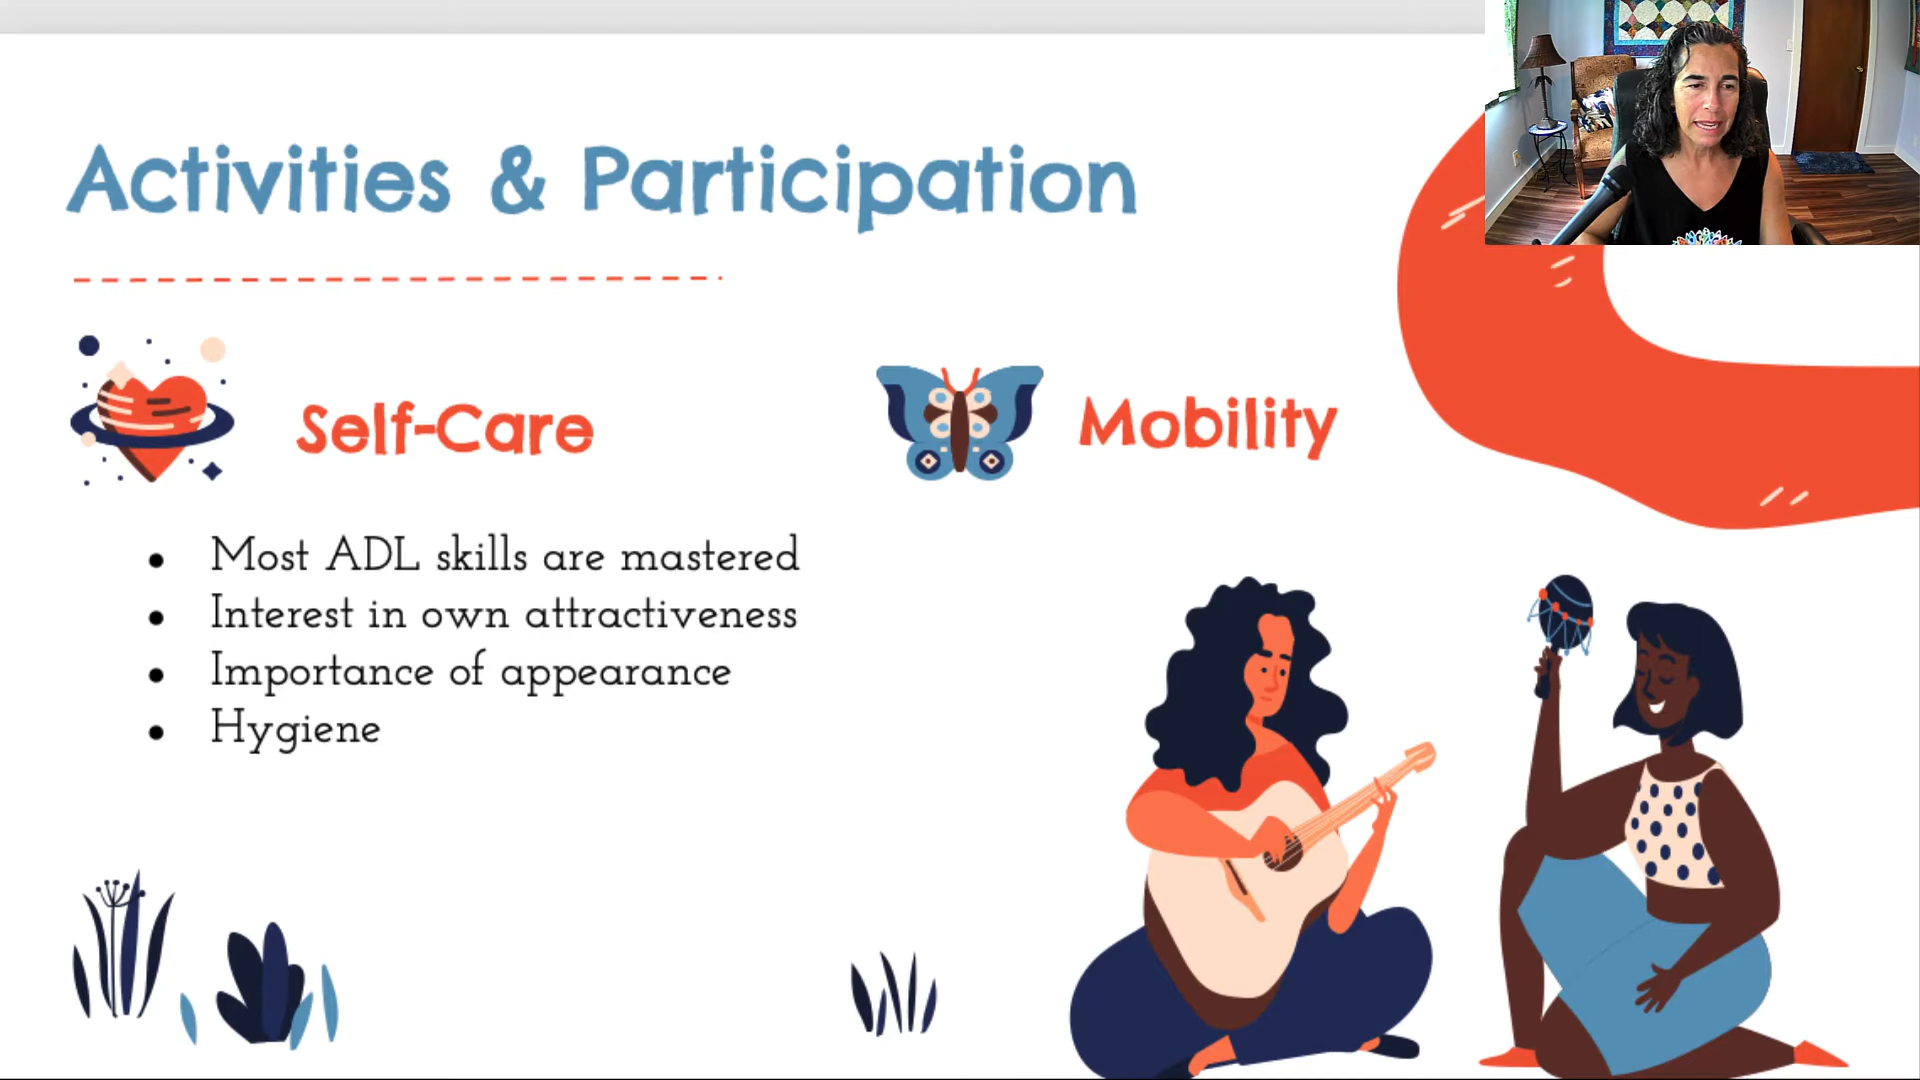 Activities & Participation
Self-Care
Most ADL skills are mastered
Interest in own attractiveness
Importance of appearance
Hygiene
Mobility